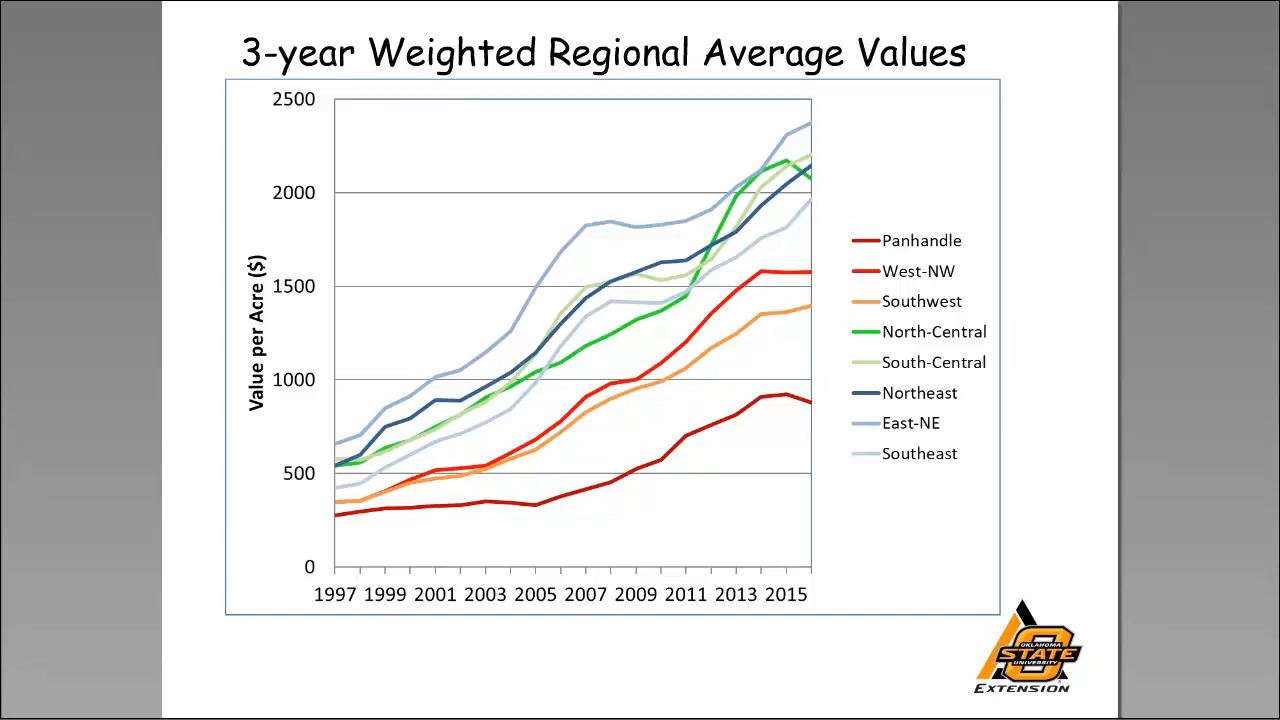 3-year Weighted Regional Average Values
2500
2000
1500
1000
500
0
Value per Acre ($)
1997 1999 2001 2003 2005 2007 2009 2011 2013 2015
Panhandle
West-NW
Southwest
North-Central
South-Central
Northeast
East-NE
Southeast
OKLAHOMA
STATE
UNIVERSITY
EXTENSION